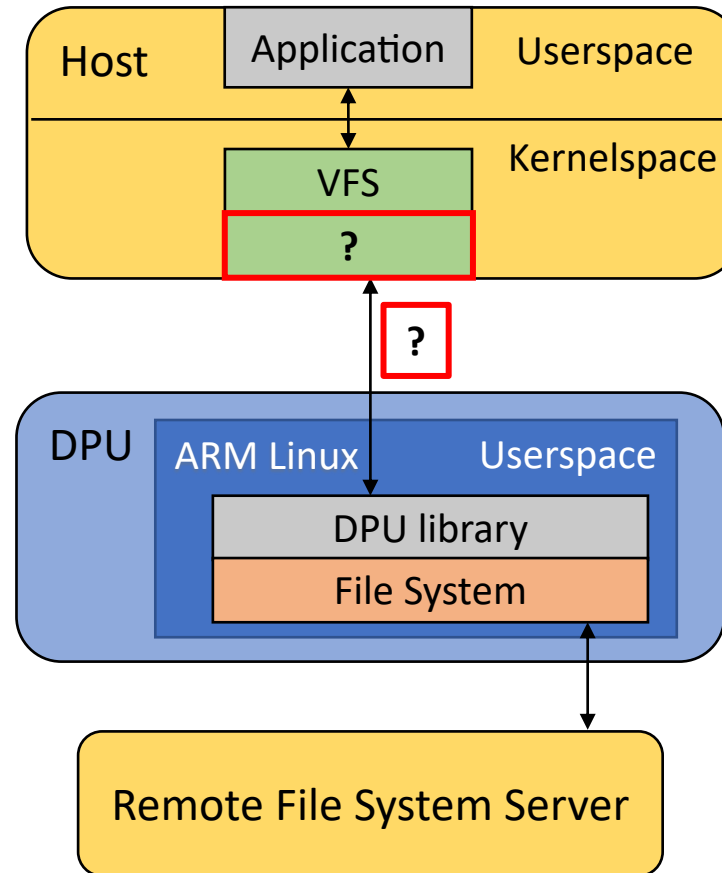 Host
Application
Userspace
Kernelspace
VFS
?
?
DPU
ARM Linux
Userspace
DPU library
File System
Remote File System Server